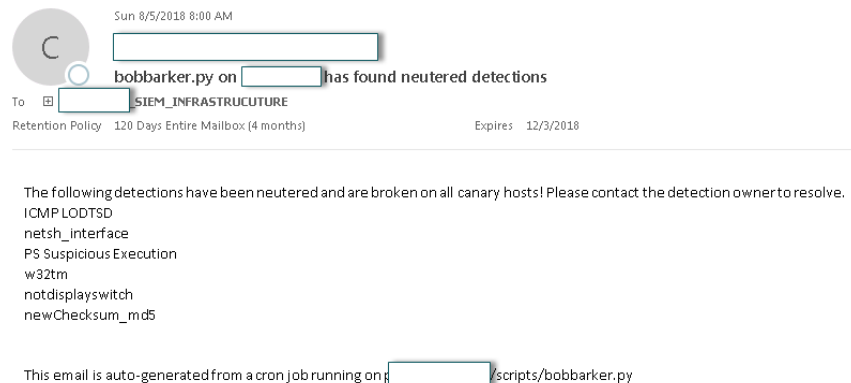 Sun 8/5/2018 8:00 AM
C
bobbarker.py on has found neutered detections
To _SIEM_INFRASTRUCUTURE
Retention Policy 120 Days Entire Mailbox (4 months) Expires 12/3/2018
The following detections have been neutered and are broken on all canary hosts! Please contact the detection owner to resolve.
ICMP LODTSD
netsh_interface
PS Suspicious Execution
w32tm
notdisplayswitch
newChecksum_md5
This email is auto-generated from a cron job running on p /scripts/bobbarker.py